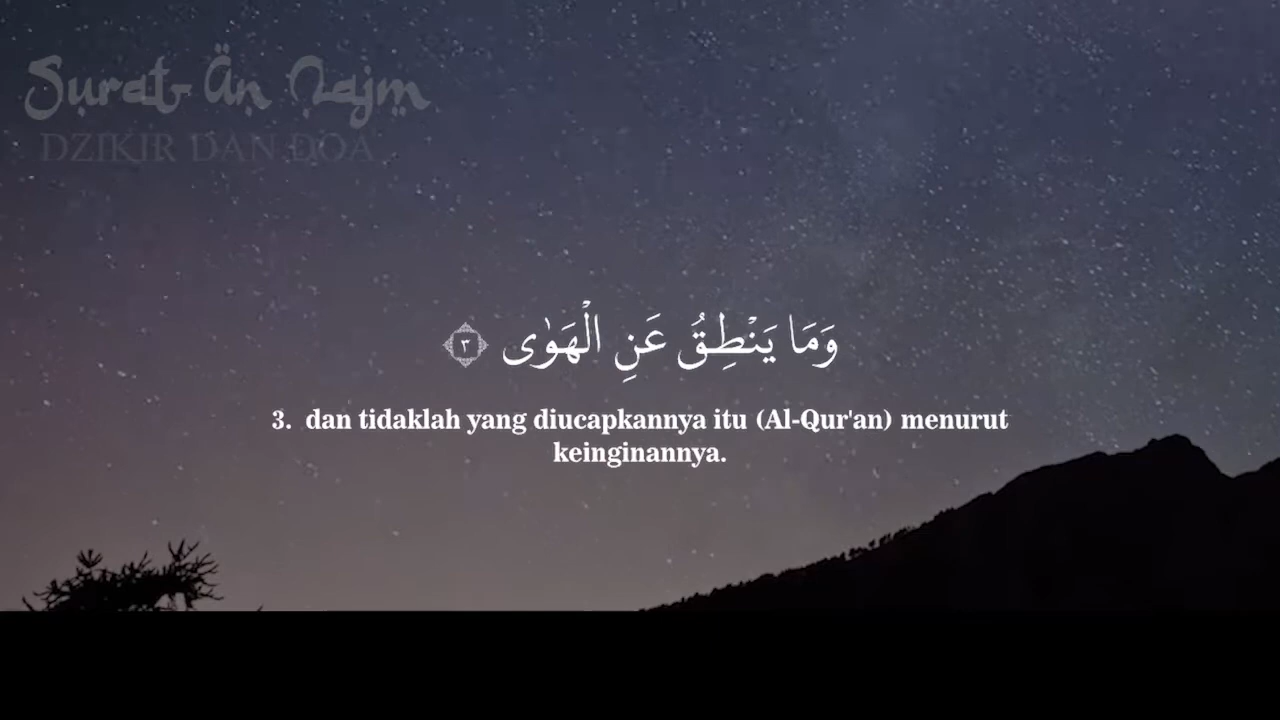 Surat-An Najm
DZIKIR DAN DOA
وَمَا يَنْطِقُ عَنِ الْهَوٰى ۝٣
3. dan tidaklah yang diucapkannya itu (Al-Qur'an) menurut
keinginannya.